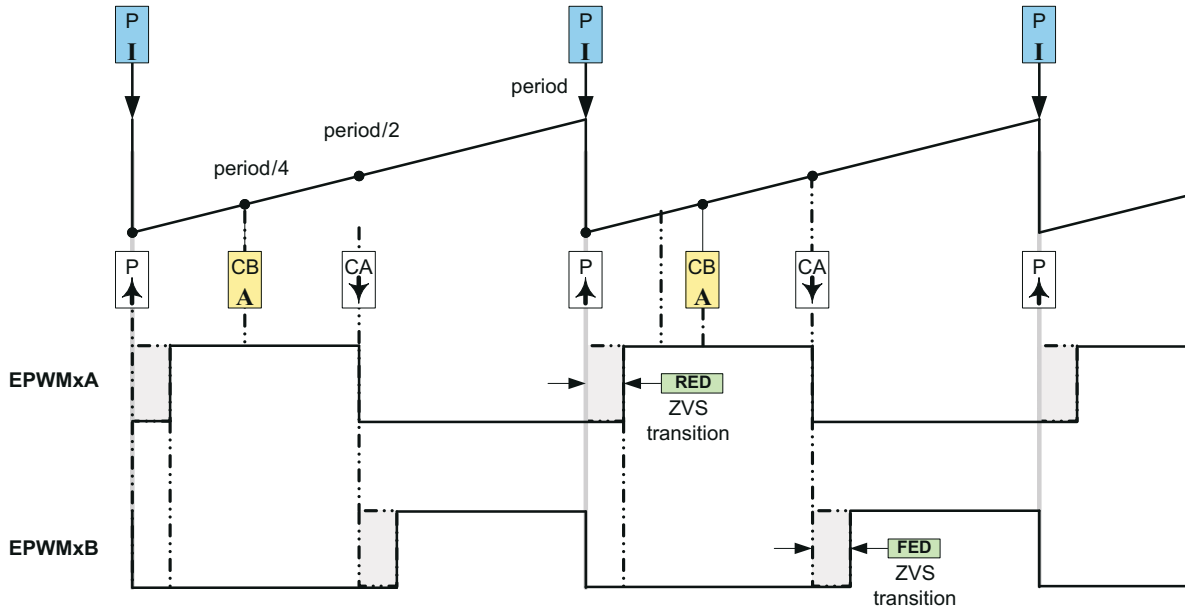 P
I
P
I
P
I
period
period/2
period/4
P
CB
A
CA
P
CB
A
CA
P
EPWMxA
RED
ZVS
transition
EPWMxB
FED
ZVS
transition